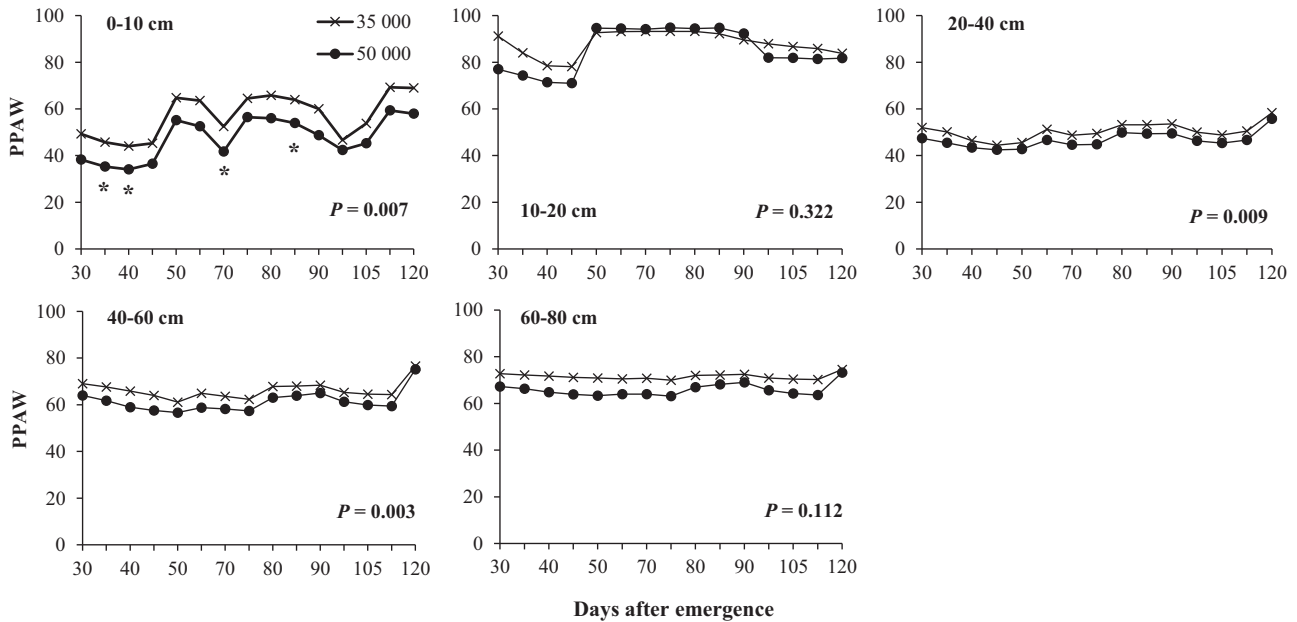 0-10 cm
35 000
50 000
PPAW
100
80
60
40
20
0
* * * *
P = 0.007
30 40 50 70 80 90 105 120
100
80
60
40
20
0
10-20 cm
P = 0.322
30 40 50 70 80 90 105 120
20-40 cm
100
80
60
40
20
0
P = 0.009
30 40 50 70 80 90 105 120
40-60 cm
PPAW
100
80
60
40
20
0
P = 0.003
30 40 50 70 80 90 105 120
60-80 cm
100
80
60
40
20
0
P = 0.112
30 40 50 70 80 90 105 120
Days after emergence